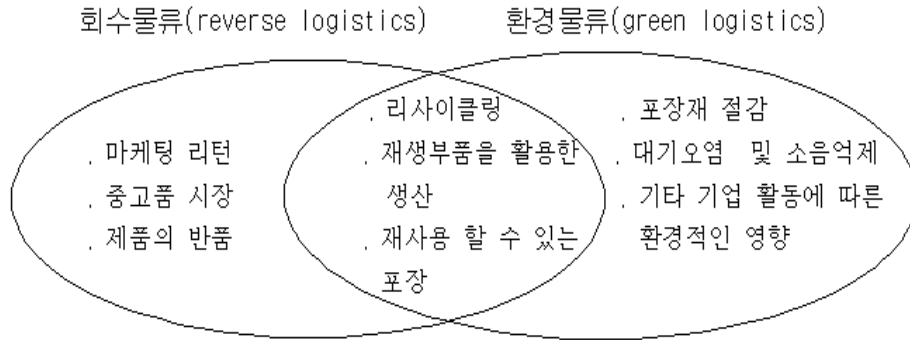 회수물류(reverse logistics)
환경물류(green logistics)
. 마케팅 리턴
. 중고품 시장
. 제품의 반품
. 리사이클링
. 재생부품을 활용한
생산
. 재사용 할 수 있는
포장
. 포장재 절감
. 대기오염 및 소음억제
. 기타 기업 활동에 따른
환경적인 영향